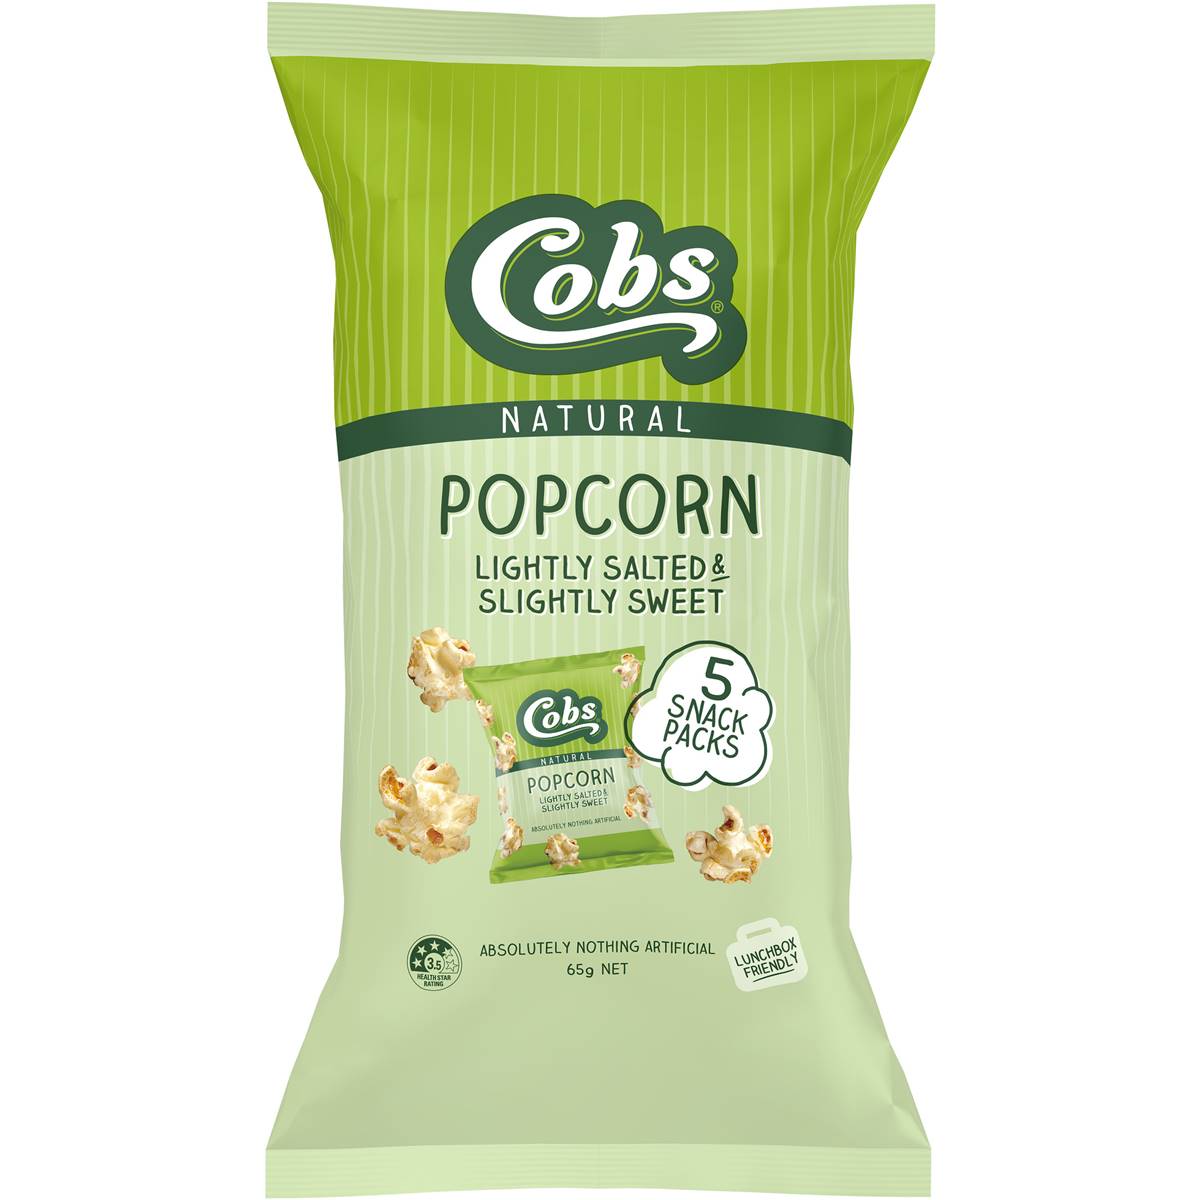 Cobs®
NATURAL
POPCORN
LIGHTLY SALTED &
SLIGHTLY SWEET
5
SNACK
PACKS
Cobs
NATURAL
POPCORN
LIGHTLY SALTED &
SLIGHTLY SWEET
ABSOLUTELY NOTHING ARTIFICIAL
3.5
HEALTH STAR
RATING
ABSOLUTELY NOTHING ARTIFICIAL
65g NET
LUNCHBOX
FRIENDLY